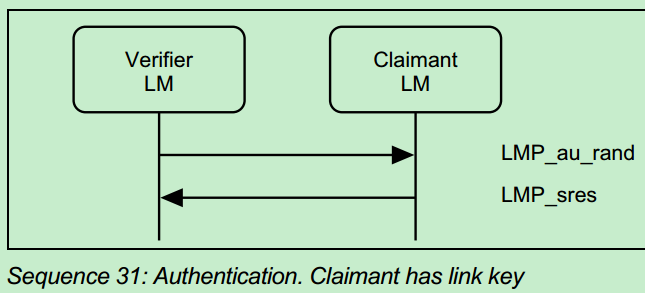 Verifier
LM
Claimant
LM
LMP_au_rand
LMP_sres
Sequence 31: Authentication. Claimant has link key